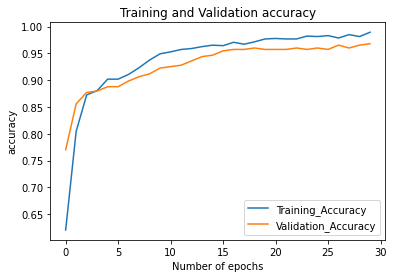 Training and Validation accuracy
1.00
0.95
0.90
0.85
0.80
0.75
0.70
0.65
accuracy
Training_Accuracy
Validation_Accuracy
0 5 10 15 20 25 30
Number of epochs